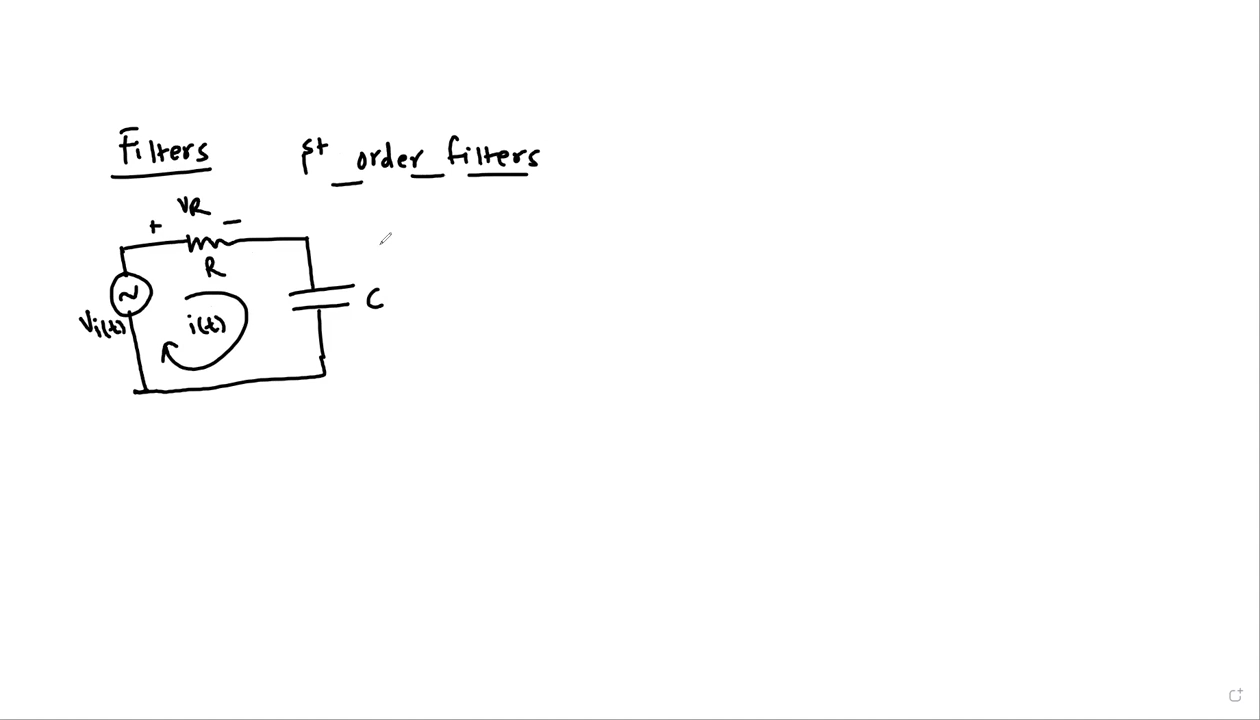 Filters 1st order filters
VR
+ −
R
C
Vi(t)
i(t)